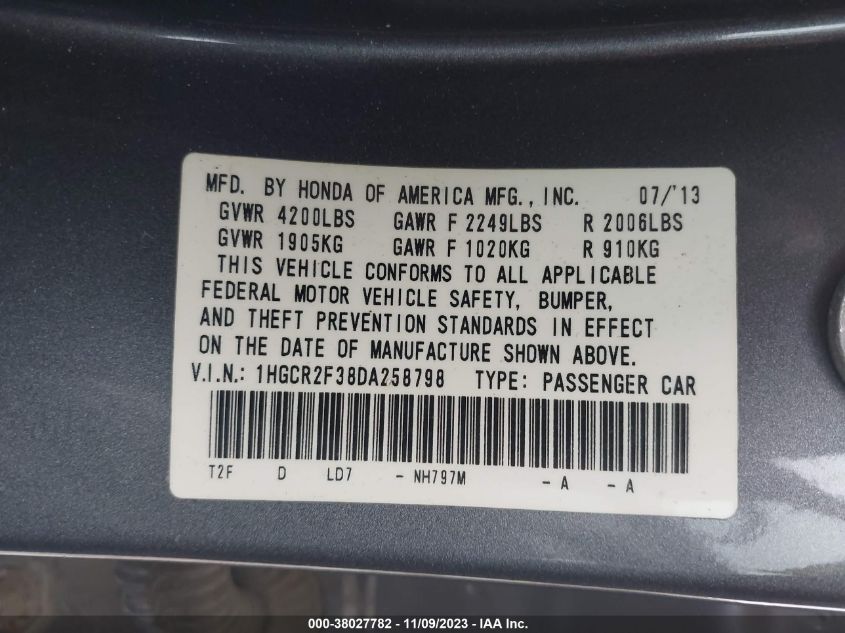 MFD. BY HONDA OF AMERICA MFG., INC. 07/'13
GVWR 4200LBS GAWR F 2249LBS R 2006LBS
GVWR 1905KG GAWR F 1020KG R 910KG
THIS VEHICLE CONFORMS TO ALL APPLICABLE
FEDERAL MOTOR VEHICLE SAFETY, BUMPER,
AND THEFT PREVENTION STANDARDS IN EFFECT
ON THE DATE OF MANUFACTURE SHOWN ABOVE.
V.I.N.: 1HGCR2F38DA258798 TYPE: PASSENGER CAR
T2F D LD7 - NH797M - A - A
000-38027782 - 11/09/2023 - IAA Inc.